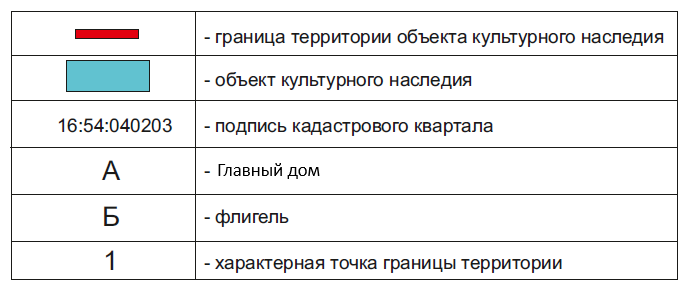 - граница территории объекта культурного наследия
- объект культурного наследия
16:54:040203 - подпись кадастрового квартала
А - Главный дом
Б - флигель
1 - характерная точка границы территории